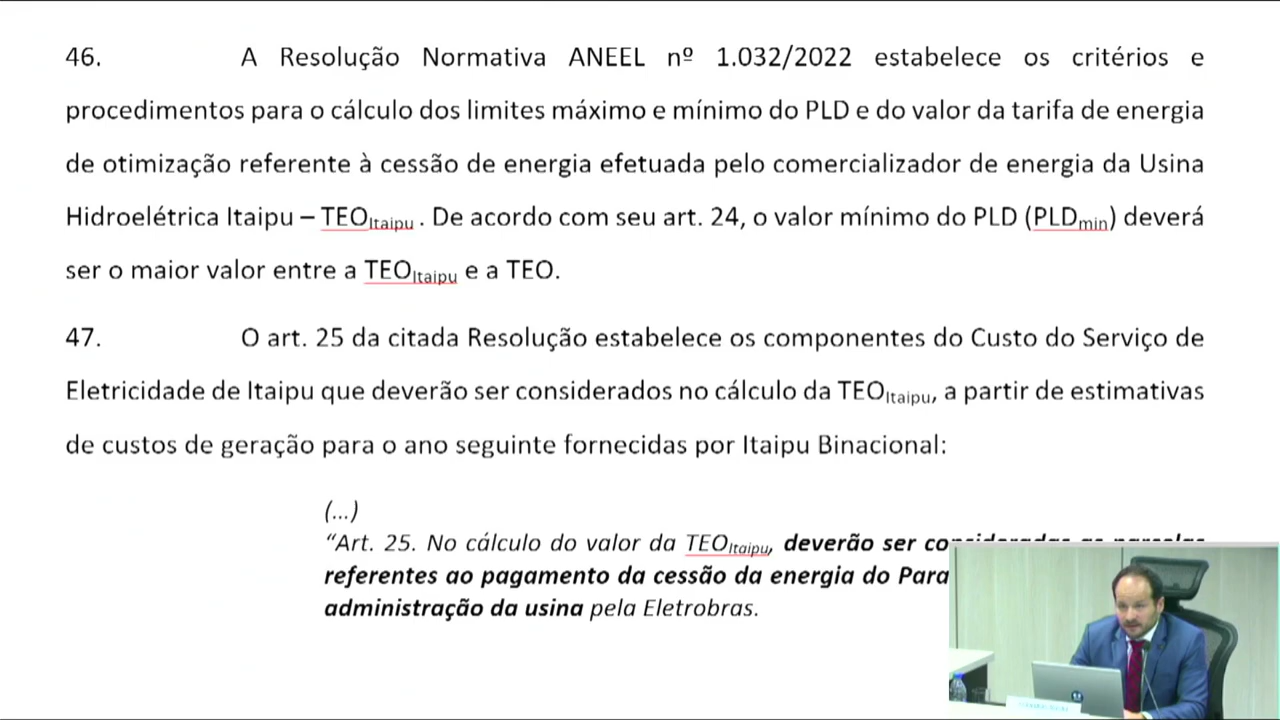 46. A Resolução Normativa ANEEL nº 1.032/2022 estabelece os critérios e
procedimentos para o cálculo dos limites máximo e mínimo do PLD e do valor da tarifa de energia
de otimização referente à cessão de energia efetuada pelo comercializador de energia da Usina
Hidroelétrica Itaipu – TEOItaipu . De acordo com seu art. 24, o valor mínimo do PLD (PLDmin) deverá
ser o maior valor entre a TEOItaipu e a TEO.
47. O art. 25 da citada Resolução estabelece os componentes do Custo do Serviço de
Eletricidade de Itaipu que deverão ser considerados no cálculo da TEOItaipu, a partir de estimativas
de custos de geração para o ano seguinte fornecidas por Itaipu Binacional:
(...)
“Art. 25. No cálculo do valor da TEOItaipu, deverão ser consideradas as parcelas
referentes ao pagamento da cessão da energia do Para
administração da usina pela Eletrobras.